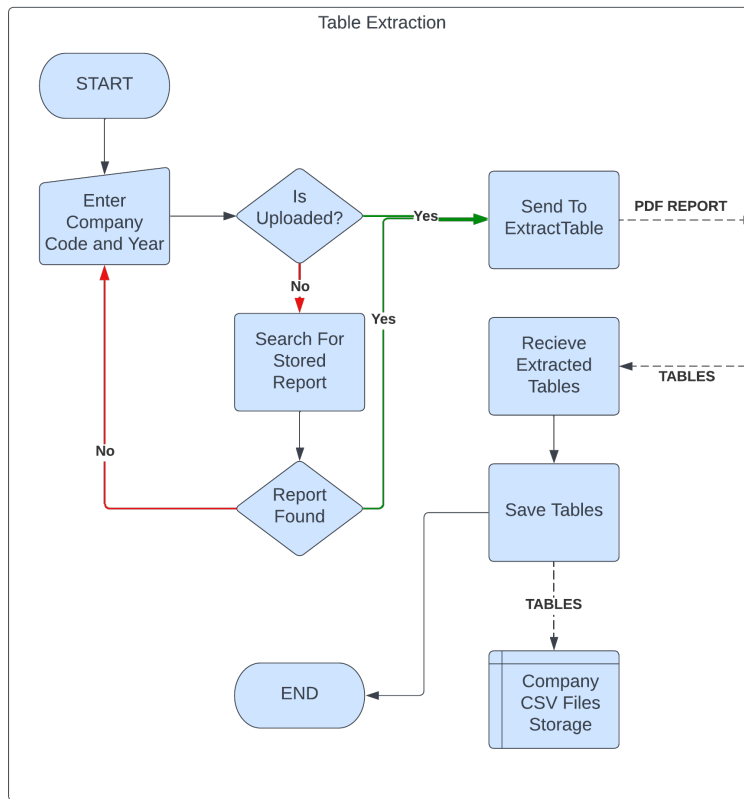 Table Extraction
START
Enter
Company
Code and Year
Is
Uploaded?
Yes
Send To
ExtractTable
PDF REPORT
No
Search For
Stored
Report
Yes
Recieve
Extracted
Tables
TABLES
No
Report
Found
Save Tables
TABLES
END
Company
CSV Files
Storage